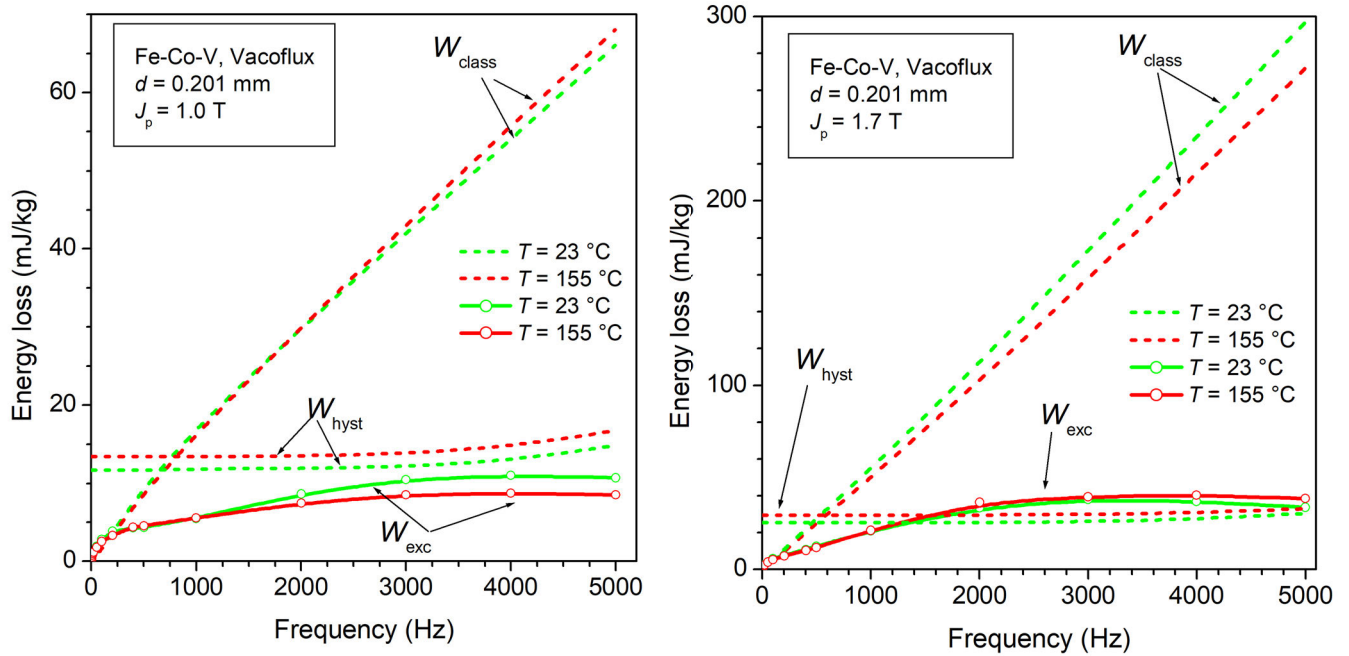 Fe-Co-V, Vacoflux
d = 0.201 mm
Jp = 1.0 T
Wclass
60
40
20
0
Energy loss (mJ/kg)
T = 23 °C
T = 155 °C
T = 23 °C
T = 155 °C
Whyst
Wexc
0 1000 2000 3000 4000 5000
Frequency (Hz)
Fe-Co-V, Vacoflux
d = 0.201 mm
Jp = 1.7 T
Wclass
300
200
100
0
Energy loss (mJ/kg)
T = 23 °C
T = 155 °C
T = 23 °C
T = 155 °C
Whyst
Wexc
0 1000 2000 3000 4000 5000
Frequency (Hz)